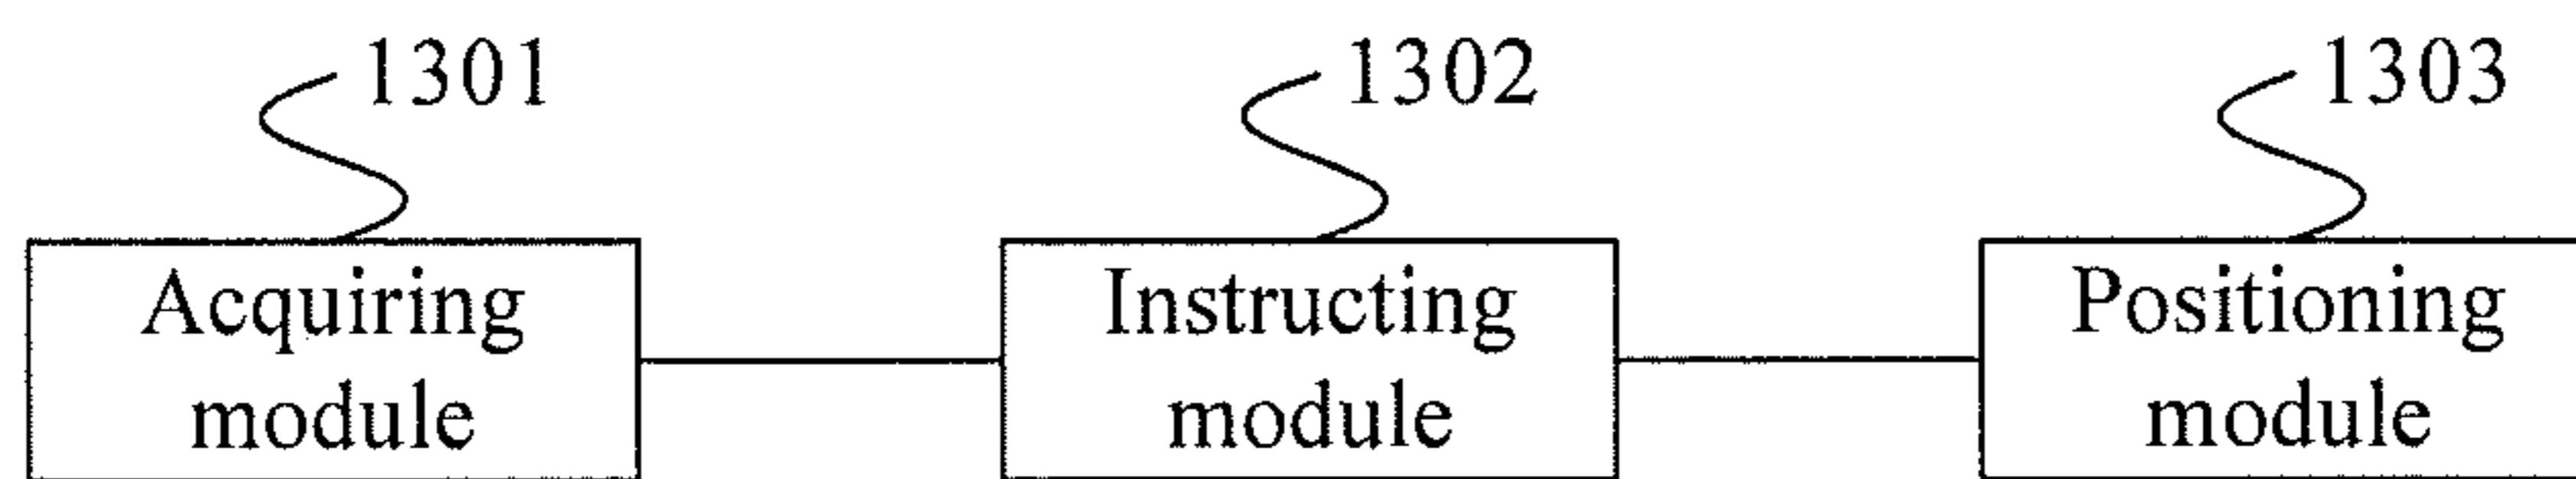 1301
1302
1303
Acquiring
module
Instructing
module
Positioning
module